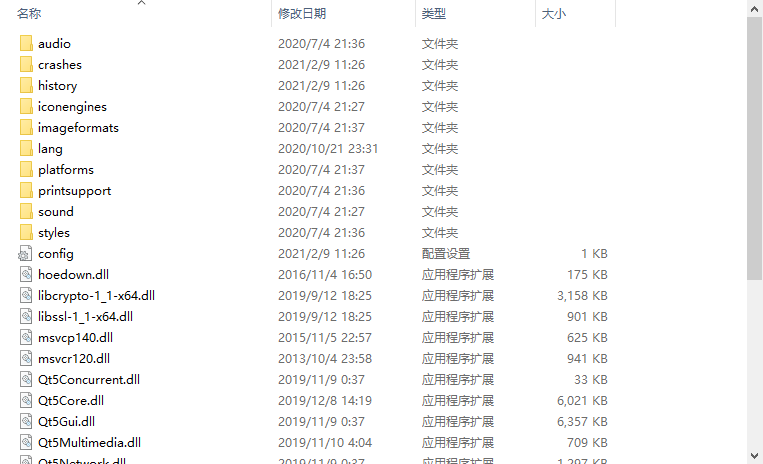 名称 修改日期 类型 大小
audio 2020/7/4 21:36 文件夹
crashes 2021/2/9 11:26 文件夹
history 2021/2/9 11:26 文件夹
iconengines 2020/7/4 21:27 文件夹
imageformats 2020/7/4 21:37 文件夹
lang 2020/10/21 23:31 文件夹
platforms 2020/7/4 21:37 文件夹
printsupport 2020/7/4 21:36 文件夹
sound 2020/7/4 21:27 文件夹
styles 2020/7/4 21:36 文件夹
config 2021/2/9 11:26 配置设置 1 KB
hoedown.dll 2016/11/4 16:50 应用程序扩展 175 KB
libcrypto-1_1-x64.dll 2019/9/12 18:25 应用程序扩展 3,158 KB
libssl-1_1-x64.dll 2019/9/12 18:25 应用程序扩展 901 KB
msvcp140.dll 2015/11/5 22:57 应用程序扩展 625 KB
msvcr120.dll 2013/10/4 23:58 应用程序扩展 941 KB
Qt5Concurrent.dll 2019/11/9 0:37 应用程序扩展 33 KB
Qt5Core.dll 2019/12/8 14:19 应用程序扩展 6,021 KB
Qt5Gui.dll 2019/11/9 0:37 应用程序扩展 6,357 KB
Qt5Multimedia.dll 2019/11/10 4:04 应用程序扩展 709 KB
Qt5Network.dll 2019/11/9 0:37 应用程序扩展 1,297 KB